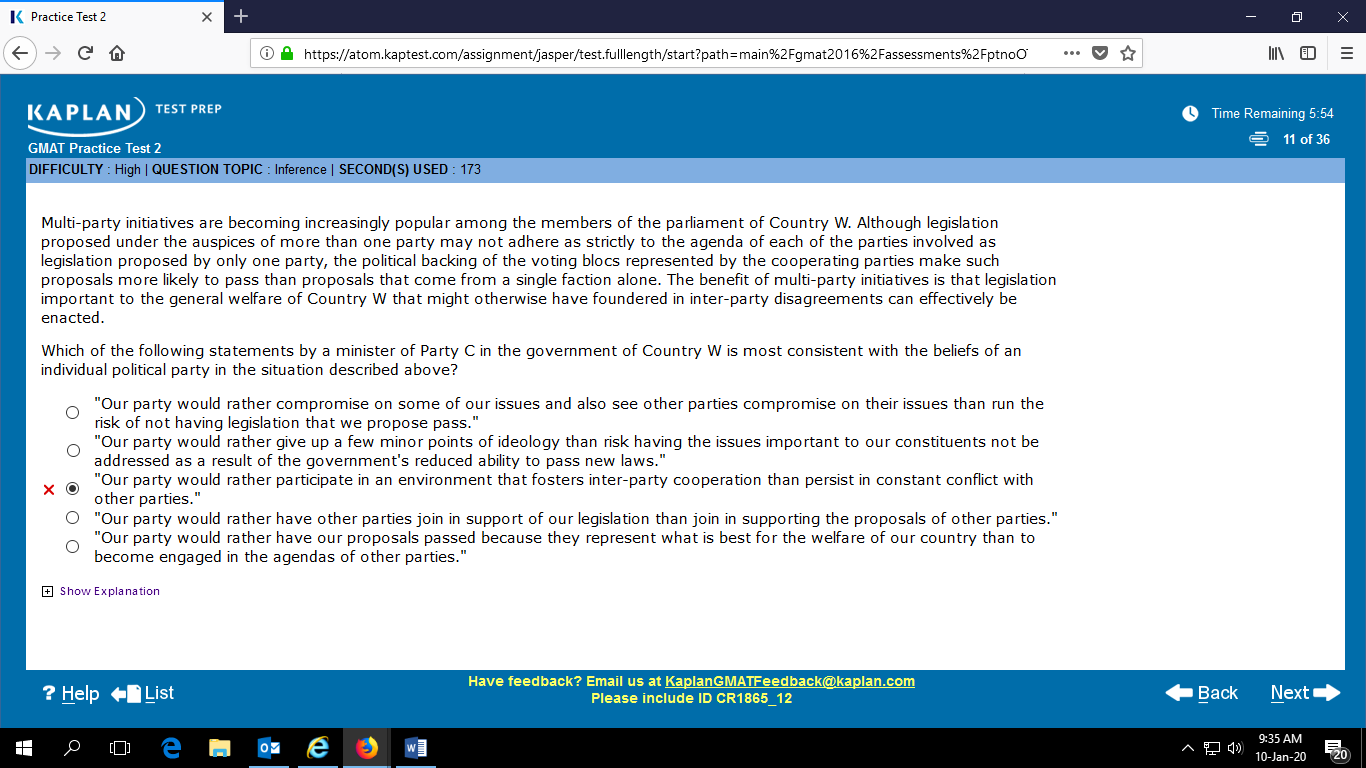 Practice Test 2
https://atom.kaptest.com/assignment/jasper/test.fulllength/start?path=main%2Fgmat2016%2Fassessments%2FptnoO
KAPLAN TEST PREP
Time Remaining 5:54
GMAT Practice Test 2
11 of 36
DIFFICULTY : High | QUESTION TOPIC : Inference | SECOND(S) USED : 173
Multi-party initiatives are becoming increasingly popular among the members of the parliament of Country W. Although legislation
proposed under the auspices of more than one party may not adhere as strictly to the agenda of each of the parties involved as
legislation proposed by only one party, the political backing of the voting blocs represented by the cooperating parties make such
proposals more likely to pass than proposals that come from a single faction alone. The benefit of multi-party initiatives is that legislation
important to the general welfare of Country W that might otherwise have foundered in inter-party disagreements can effectively be
enacted.
Which of the following statements by a minister of Party C in the government of Country W is most consistent with the beliefs of an
individual political party in the situation described above?
"Our party would rather compromise on some of our issues and also see other parties compromise on their issues than run the
risk of not having legislation that we propose pass."
"Our party would rather give up a few minor points of ideology than risk having the issues important to our constituents not be
addressed as a result of the government's reduced ability to pass new laws."
"Our party would rather participate in an environment that fosters inter-party cooperation than persist in constant conflict with
other parties."
"Our party would rather have other parties join in support of our legislation than join in supporting the proposals of other parties."
"Our party would rather have our proposals passed because they represent what is best for the welfare of our country than to
become engaged in the agendas of other parties."
Show Explanation
? Help
List
Have feedback? Email us at KaplanGMATFeedback@kaplan.com
Please include ID CR1865_12
Back
Next
9:35 AM
10-Jan-20
20